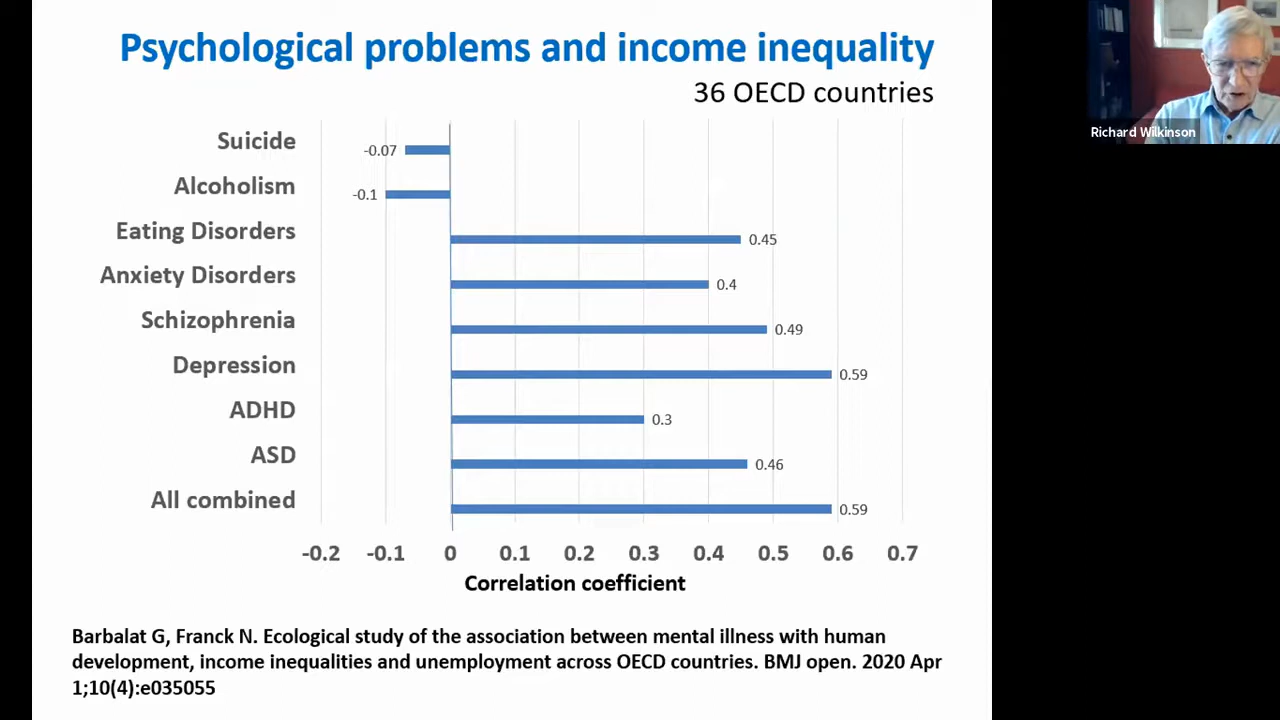 Psychological problems and income inequality
36 OECD countries
Richard Wilkinson
Suicide
-0.07
Alcoholism
-0.1
Eating Disorders
0.45
Anxiety Disorders
0.4
Schizophrenia
0.49
Depression
0.59
ADHD
0.3
ASD
0.46
All combined
0.59
-0.2 -0.1 0 0.1 0.2 0.3 0.4 0.5 0.6 0.7
Correlation coefficient
Barbalat G, Franck N. Ecological study of the association between mental illness with human
development, income inequalities and unemployment across OECD countries. BMJ open. 2020 Apr
1;10(4):e035055